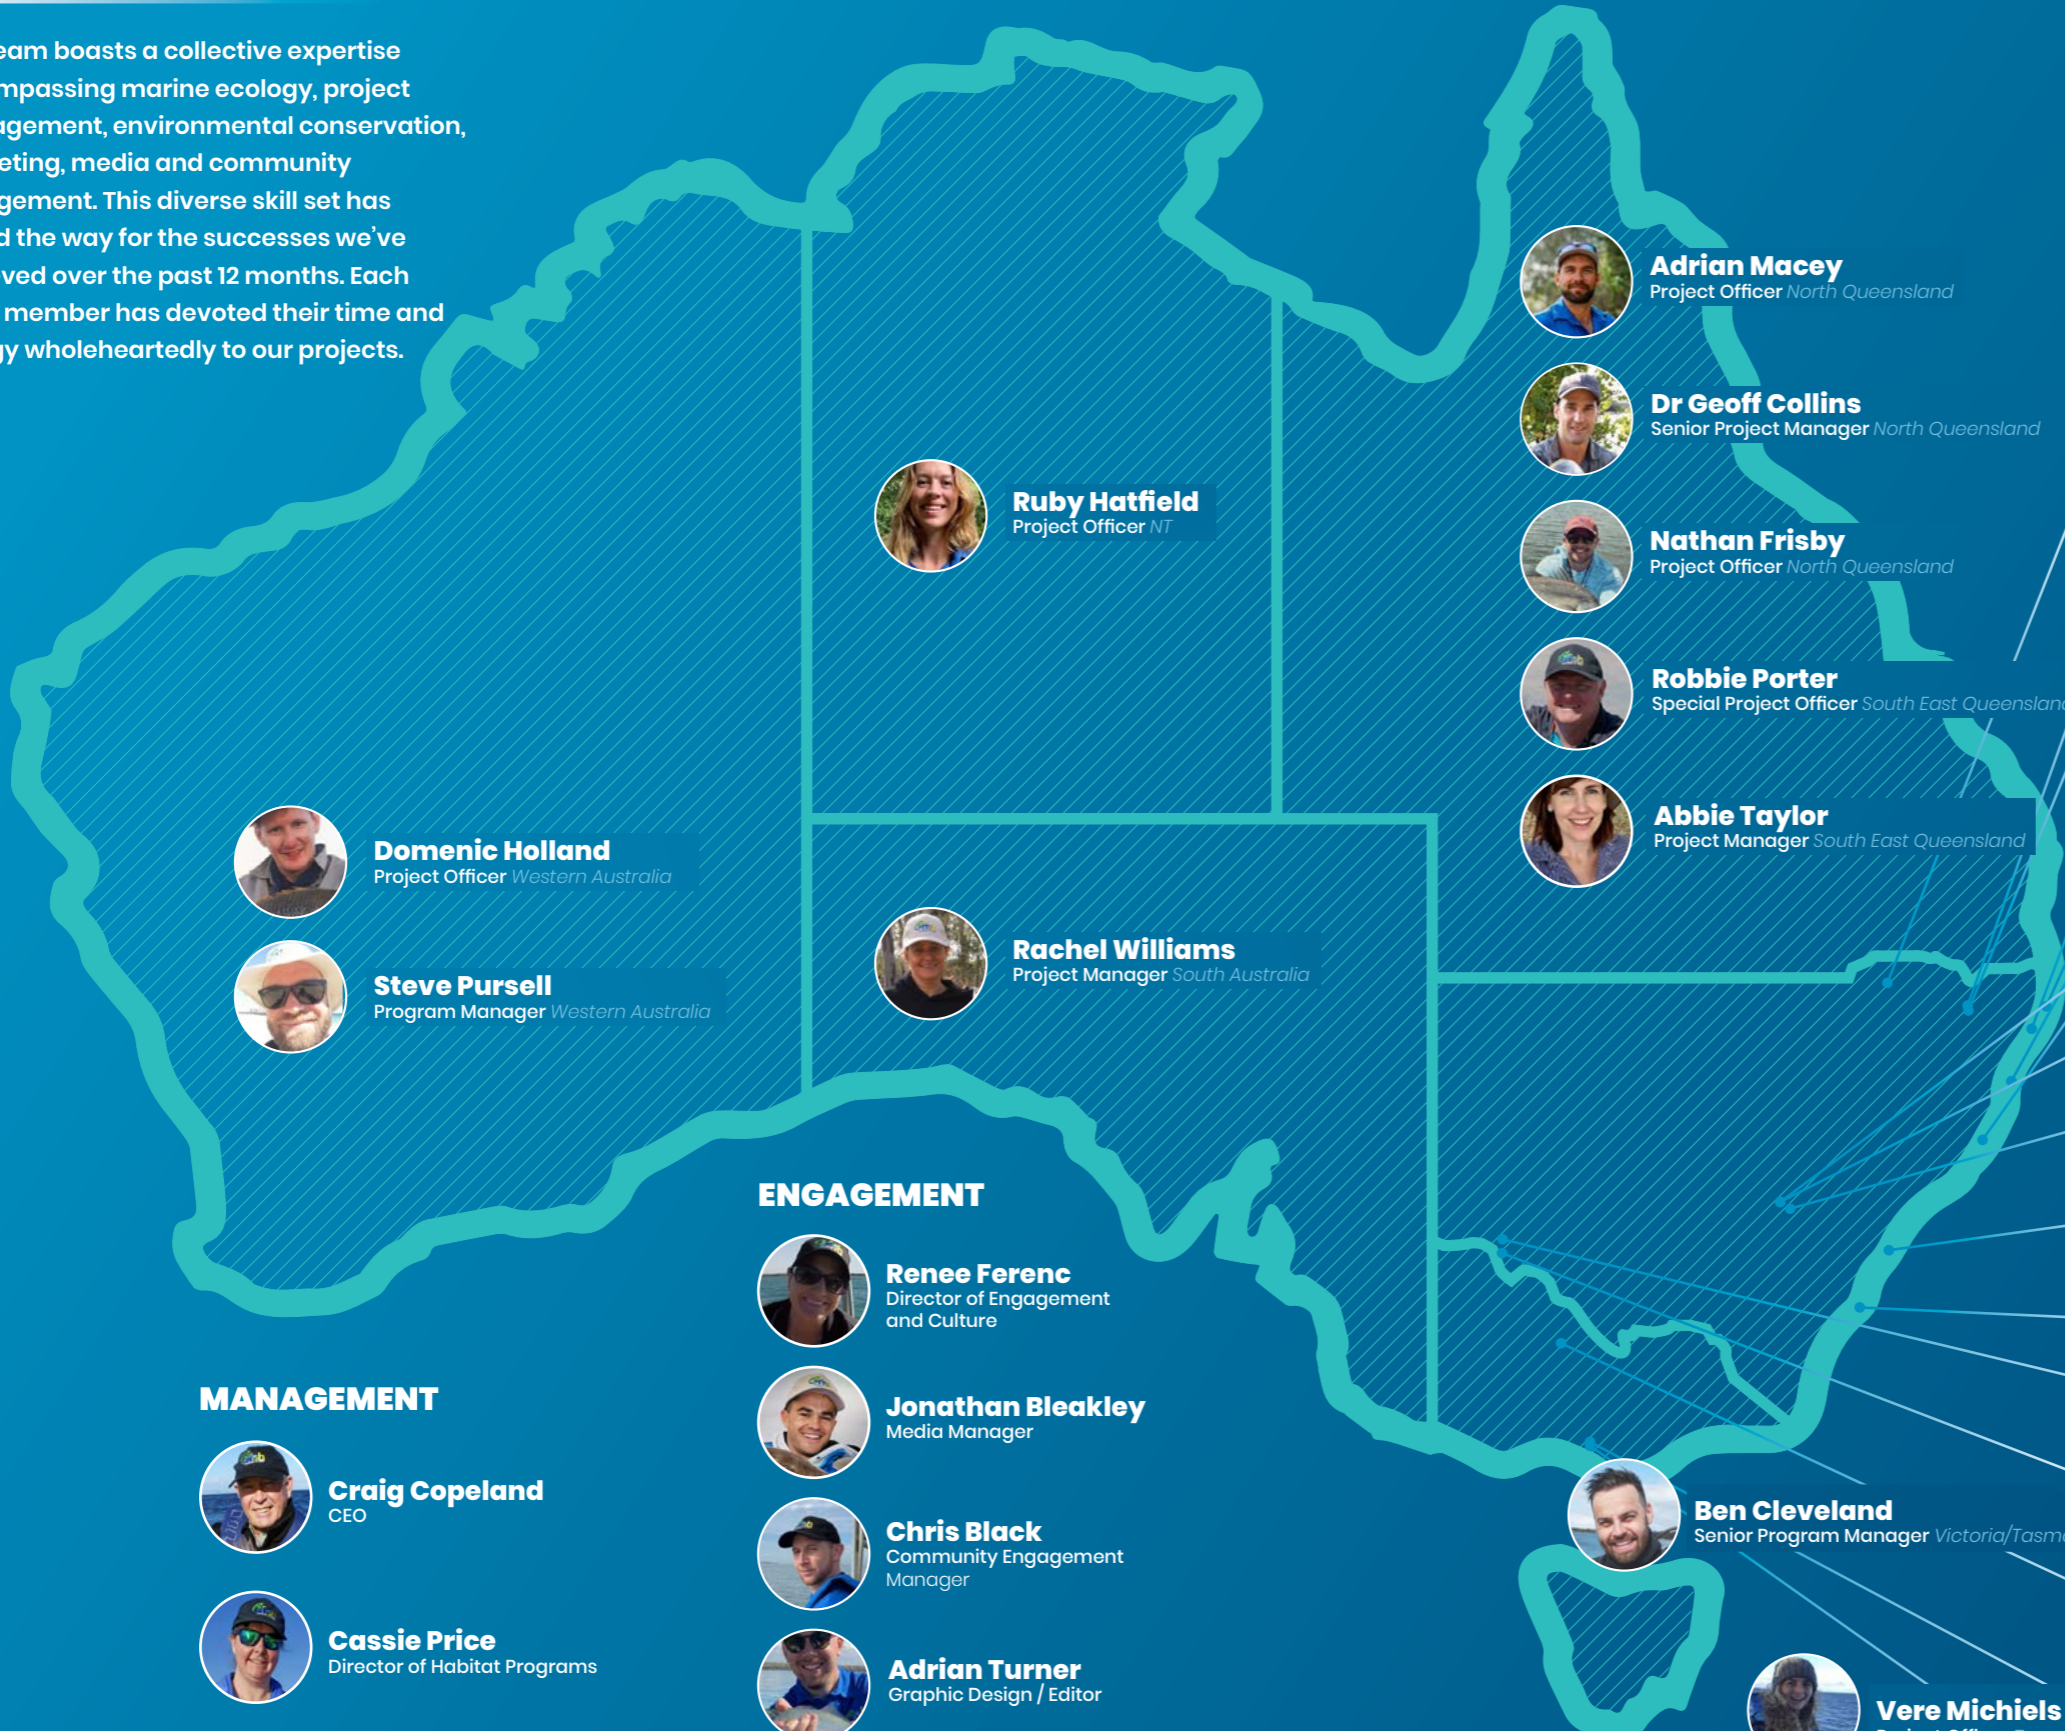 eam boasts a collective expertise
mpassing marine ecology, project
agement, environmental conservation,
eting, media and community
gement. This diverse skill set has
d the way for the successes we've
ved over the past 12 months. Each
member has devoted their time and
gy wholeheartedly to our projects.
Adrian Macey
Project Officer North Queensland
Dr Geoff Collins
Senior Project Manager North Queensland
Ruby Hatfield
Project Officer NT
Nathan Frisby
Project Officer North Queensland
Robbie Porter
Special Project Officer South East Queensland
Abbie Taylor
Project Manager South East Queensland
Domenic Holland
Project Officer Western Australia
Steve Pursell
Program Manager Western Australia
Rachel Williams
Project Manager South Australia
ENGAGEMENT
Renee Ferenc
Director of Engagement
and Culture
Jonathan Bleakley
Media Manager
Chris Black
Community Engagement
Manager
Adrian Turner
Graphic Design / Editor
MANAGEMENT
Craig Copeland
CEO
Cassie Price
Director of Habitat Programs
Ben Cleveland
Senior Program Manager Victoria/Tasm
Vere Michiels